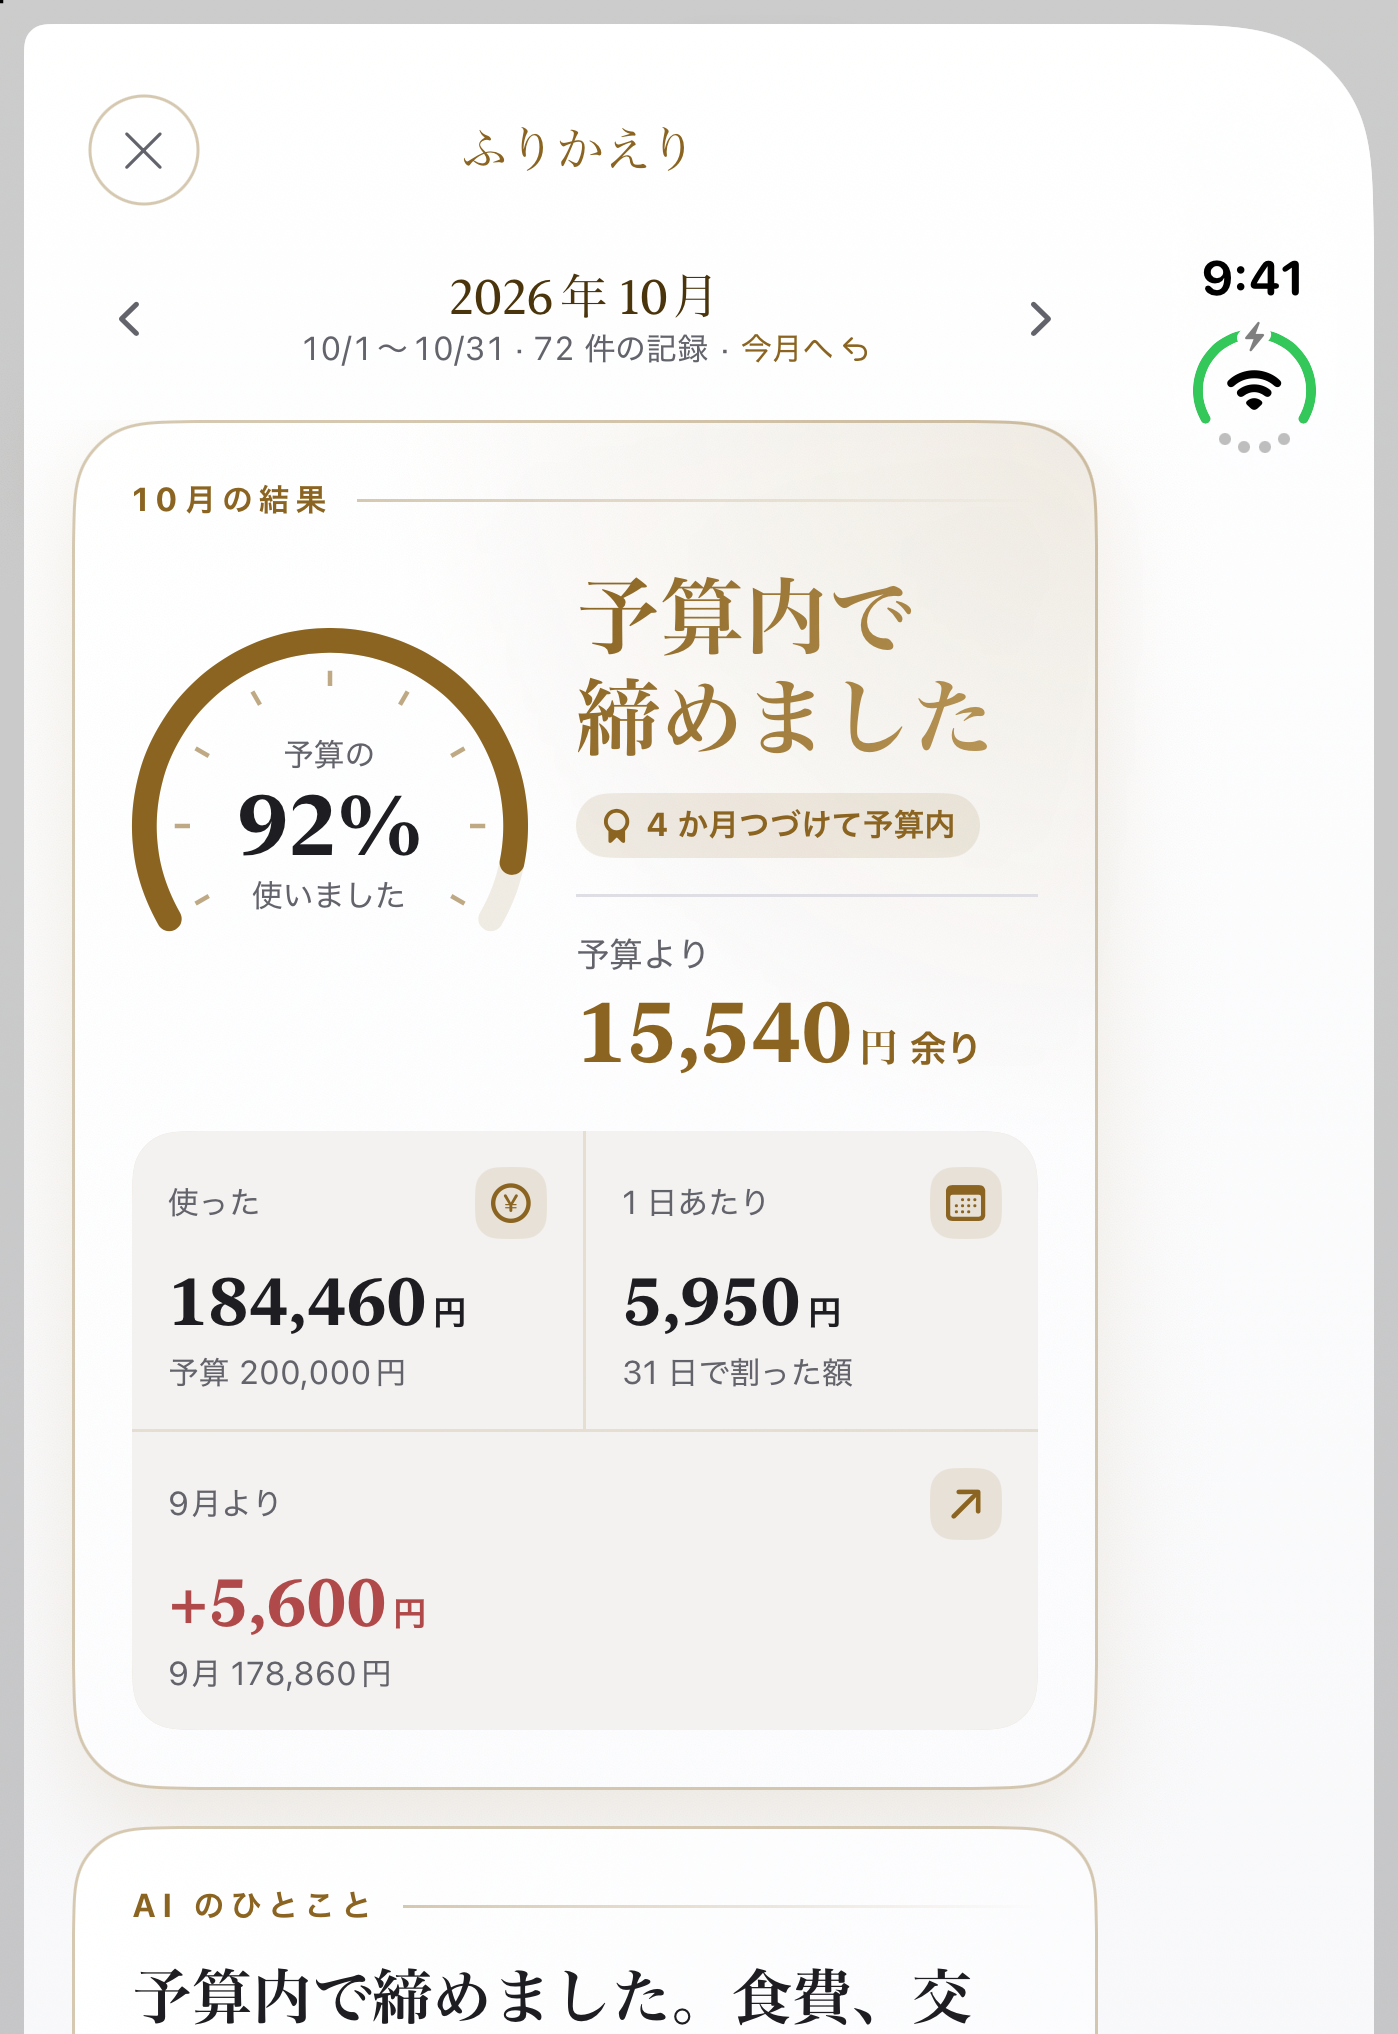 ふりかえり
9:41
2026年 10月
10/1〜10/31 · 72 件の記録 · 今月へ
10月の結果
予算内で
締めました
予算の
92%
使いました
4 か月つづけて予算内
予算より
15,540円 余り
使った
184,460円
予算 200,000円
1 日あたり
5,950円
31 日で割った額
9月より
+5,600円
9月 178,860円
AI のひとこと
予算内で締めました。食費、交